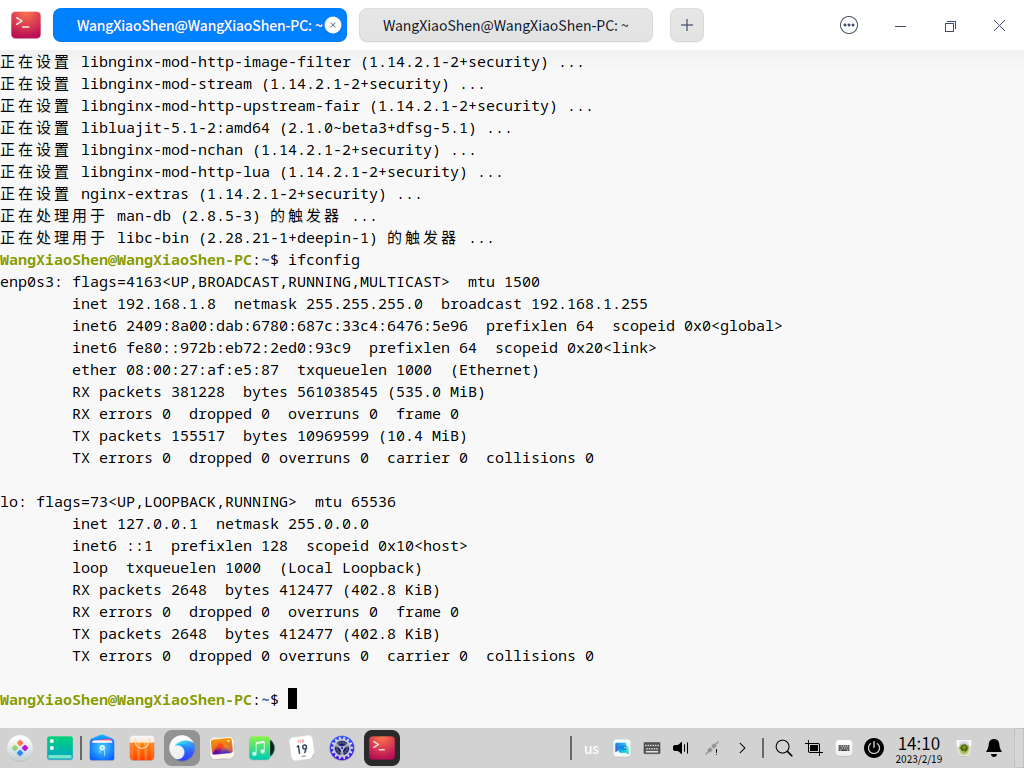 WangXiaoShen@WangXiaoShen-PC: ~
WangXiaoShen@WangXiaoShen-PC: ~
正在设置 libnginx-mod-http-image-filter (1.14.2.1-2+security) ...
正在设置 libnginx-mod-stream (1.14.2.1-2+security) ...
正在设置 libnginx-mod-http-upstream-fair (1.14.2.1-2+security) ...
正在设置 libluajit-5.1-2:amd64 (2.1.0~beta3+dfsg-5.1) ...
正在设置 libnginx-mod-nchan (1.14.2.1-2+security) ...
正在设置 libnginx-mod-http-lua (1.14.2.1-2+security) ...
正在设置 nginx-extras (1.14.2.1-2+security) ...
正在处理用于 man-db (2.8.5-3) 的触发器 ...
正在处理用于 libc-bin (2.28.21-1+deepin-1) 的触发器 ...
WangXiaoShen@WangXiaoShen-PC:~$ ifconfig
enp0s3: flags=4163<UP,BROADCAST,RUNNING,MULTICAST>  mtu 1500
        inet 192.168.1.8  netmask 255.255.255.0  broadcast 192.168.1.255
        inet6 2409:8a00:dab:6780:687c:33c4:6476:5e96  prefixlen 64  scopeid 0x0<global>
        inet6 fe80::972b:eb72:2ed0:93c9  prefixlen 64  scopeid 0x20<link>
        ether 08:00:27:af:e5:87  txqueuelen 1000  (Ethernet)
        RX packets 381228  bytes 561038545 (535.0 MiB)
        RX errors 0  dropped 0  overruns 0  frame 0
        TX packets 155517  bytes 10969599 (10.4 MiB)
        TX errors 0  dropped 0 overruns 0  carrier 0  collisions 0
lo: flags=73<UP,LOOPBACK,RUNNING>  mtu 65536
        inet 127.0.0.1  netmask 255.0.0.0
        inet6 ::1  prefixlen 128  scopeid 0x10<host>
        loop  txqueuelen 1000  (Local Loopback)
        RX packets 2648  bytes 412477 (402.8 KiB)
        RX errors 0  dropped 0  overruns 0  frame 0
        TX packets 2648  bytes 412477 (402.8 KiB)
        TX errors 0  dropped 0 overruns 0  carrier 0  collisions 0
WangXiaoShen@WangXiaoShen-PC:~$
19
us
14:10
2023/2/19